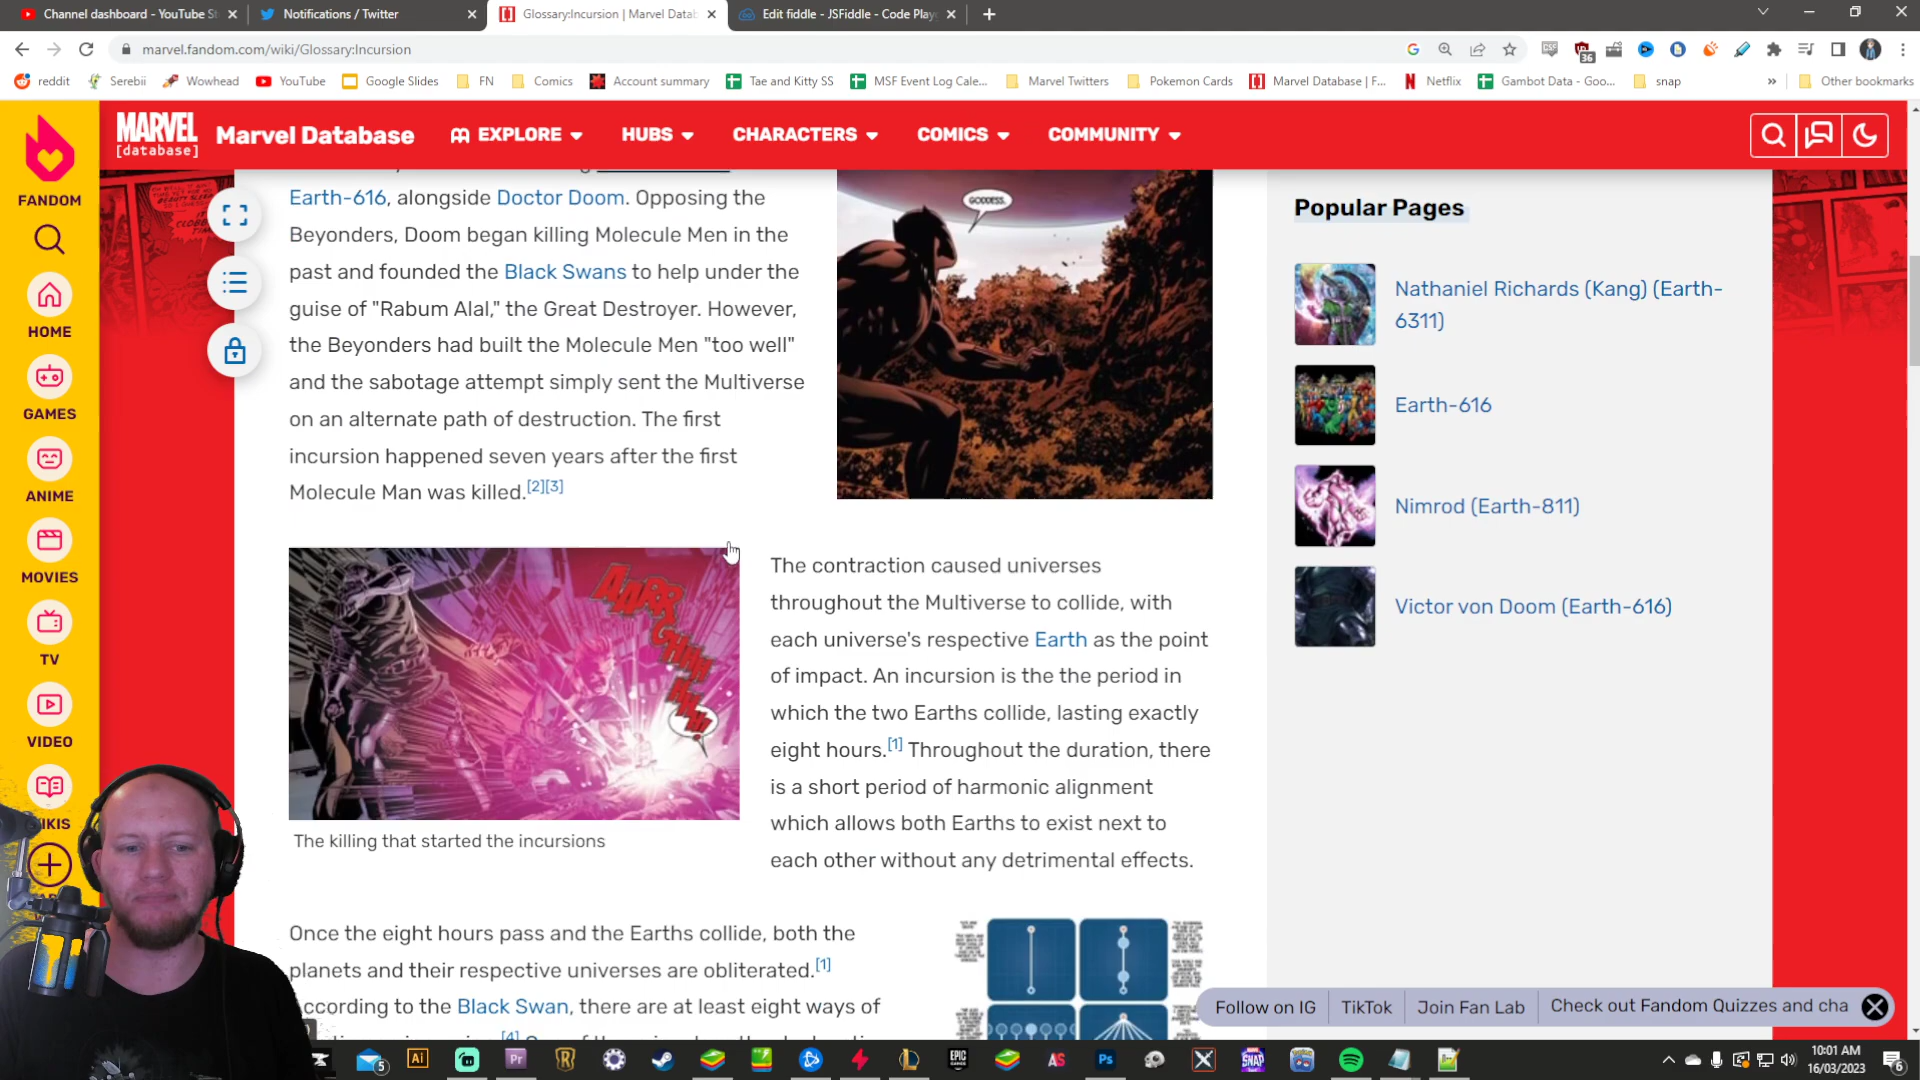 Channel dashboard - YouTube St
Notifications / Twitter
Glossary:Incursion | Marvel Datab
Edit fiddle - JSFiddle - Code Play
marvel.fandom.com/wiki/Glossary:Incursion
36
reddit
Serebii
Wowhead
YouTube
Google Slides
FN
Comics
Account summary
Tae and Kitty SS
MSF Event Log Cale...
Marvel Twitters
Pokemon Cards
Marvel Database | F...
Netflix
Gambot Data - Goo...
snap
Other bookmarks
MARVEL
[database]
Marvel Database
EXPLORE
HUBS
CHARACTERS
COMICS
COMMUNITY
FANDOM
HOME
GAMES
ANIME
MOVIES
TV
VIDEO
Earth-616, alongside Doctor Doom. Opposing the
Beyonders, Doom began killing Molecule Men in the
past and founded the Black Swans to help under the
guise of "Rabum Alal," the Great Destroyer. However,
the Beyonders had built the Molecule Men "too well"
and the sabotage attempt simply sent the Multiverse
on an alternate path of destruction. The first
incursion happened seven years after the first
Molecule Man was killed.[2][3]
GODDESS.
The killing that started the incursions
The contraction caused universes
throughout the Multiverse to collide, with
each universe's respective Earth as the point
of impact. An incursion is the the period in
which the two Earths collide, lasting exactly
eight hours.[1] Throughout the duration, there
is a short period of harmonic alignment
which allows both Earths to exist next to
each other without any detrimental effects.
Once the eight hours pass and the Earths collide, both the
planets and their respective universes are obliterated.[1]
According to the Black Swan, there are at least eight ways of
[4]
Popular Pages
Nathaniel Richards (Kang) (Earth-
6311)
Earth-616
Nimrod (Earth-811)
Victor von Doom (Earth-616)
Follow on IG
TikTok
Join Fan Lab
Check out Fandom Quizzes and cha
5
Ai
Pr
EPIC
GAMES
AS
Ps
SNAP
10:01 AM
16/03/2023
6